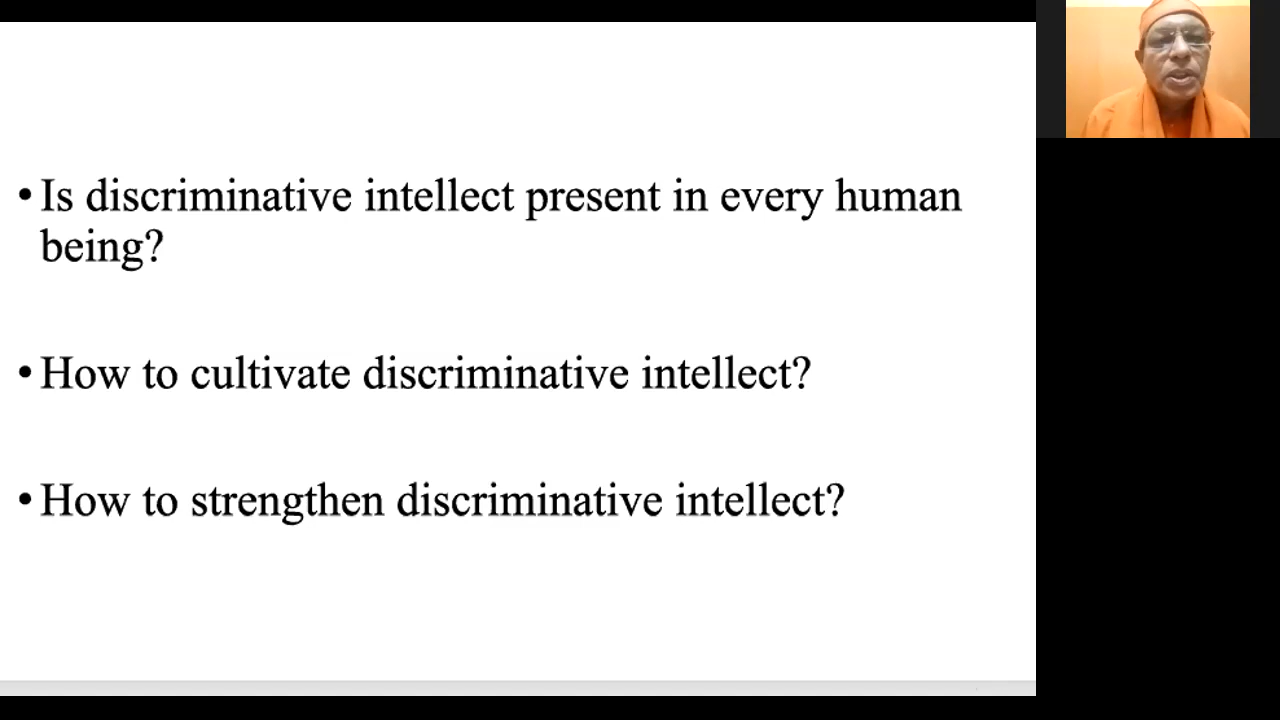 • Is discriminative intellect present in every human
being?
• How to cultivate discriminative intellect?
• How to strengthen discriminative intellect?